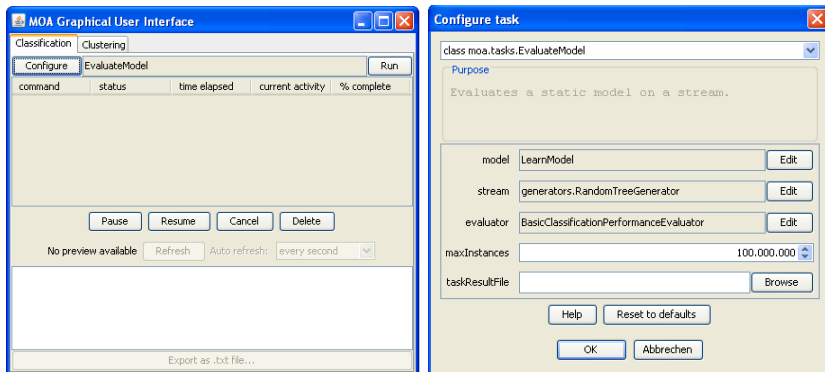 MOA Graphical User Interface
Classification Clustering
Configure EvaluateModel Run
command status time elapsed current activity % complete
Pause Resume Cancel Delete
No preview available Refresh Auto refresh: every second
Export as .txt file...
Configure task
class moa.tasks.EvaluateModel
Purpose
Evaluates a static model on a stream.
model LearnModel Edit
stream generators.RandomTreeGenerator Edit
evaluator BasicClassificationPerformanceEvaluator Edit
maxInstances 100.000.000
taskResultFile Browse
Help Reset to defaults
OK Abbrechen